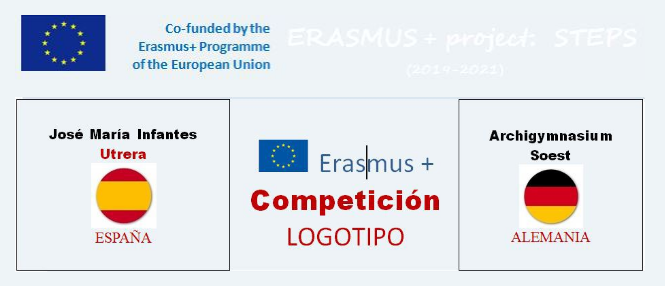 Co-funded by the
Erasmus+ Programme
of the European Union
ERASMUS + project: STEPS
(2019-2021)
José María Infantes
Utrera
ESPAÑA
Erasmus +
Competición
LOGOTIPO
Archigymnasium
Soest
ALEMANIA